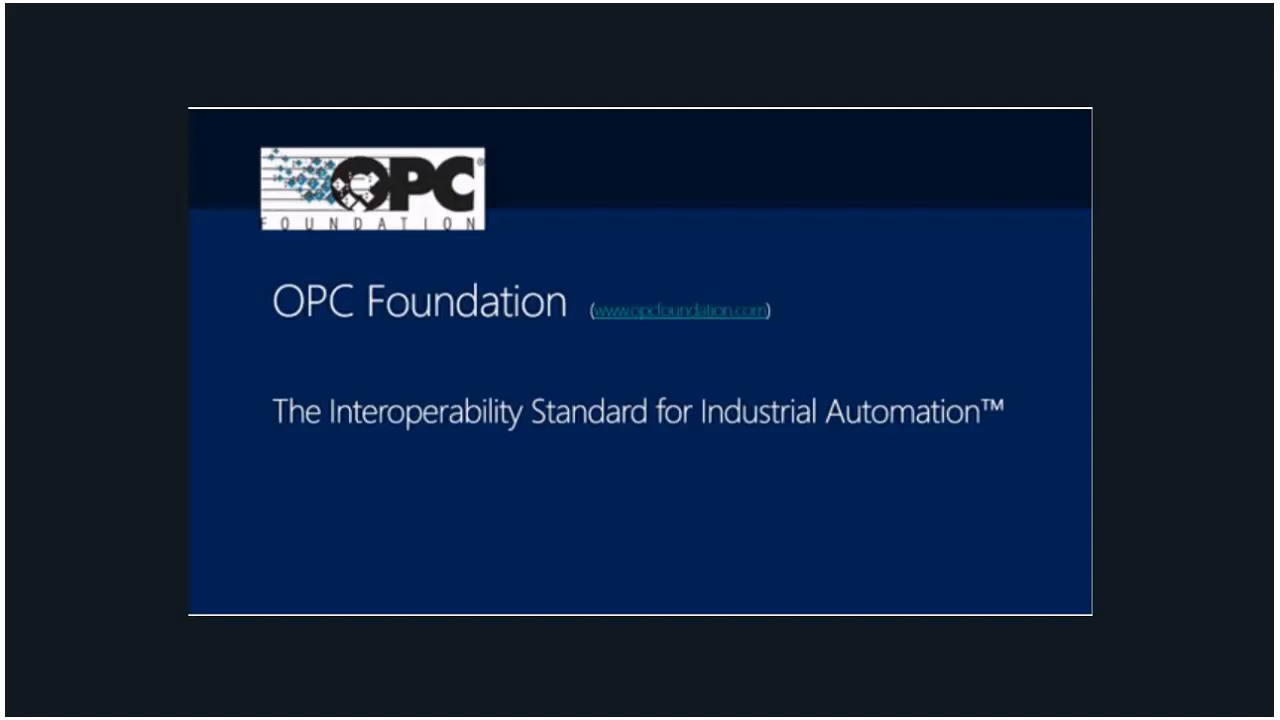 OPC®
FOUNDATION
OPC Foundation (www.opcfoundation.com)
The Interoperability Standard for Industrial Automation™